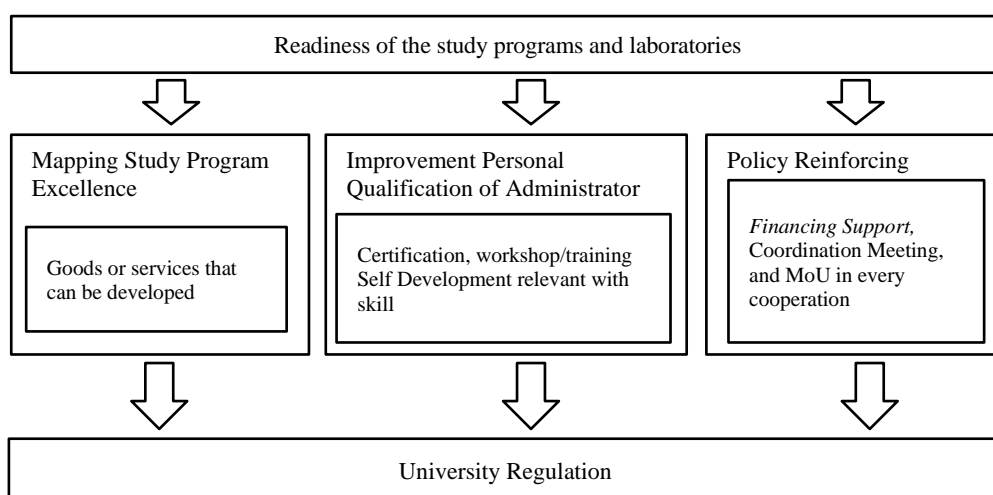 Readiness of the study programs and laboratories
Mapping Study Program
Excellence
Goods or services that
can be developed
Improvement Personal
Qualification of Administrator
Certification, workshop/training
Self Development relevant with
skill
Policy Reinforcing
Financing Support,
Coordination Meeting,
and MoU in every
cooperation
University Regulation